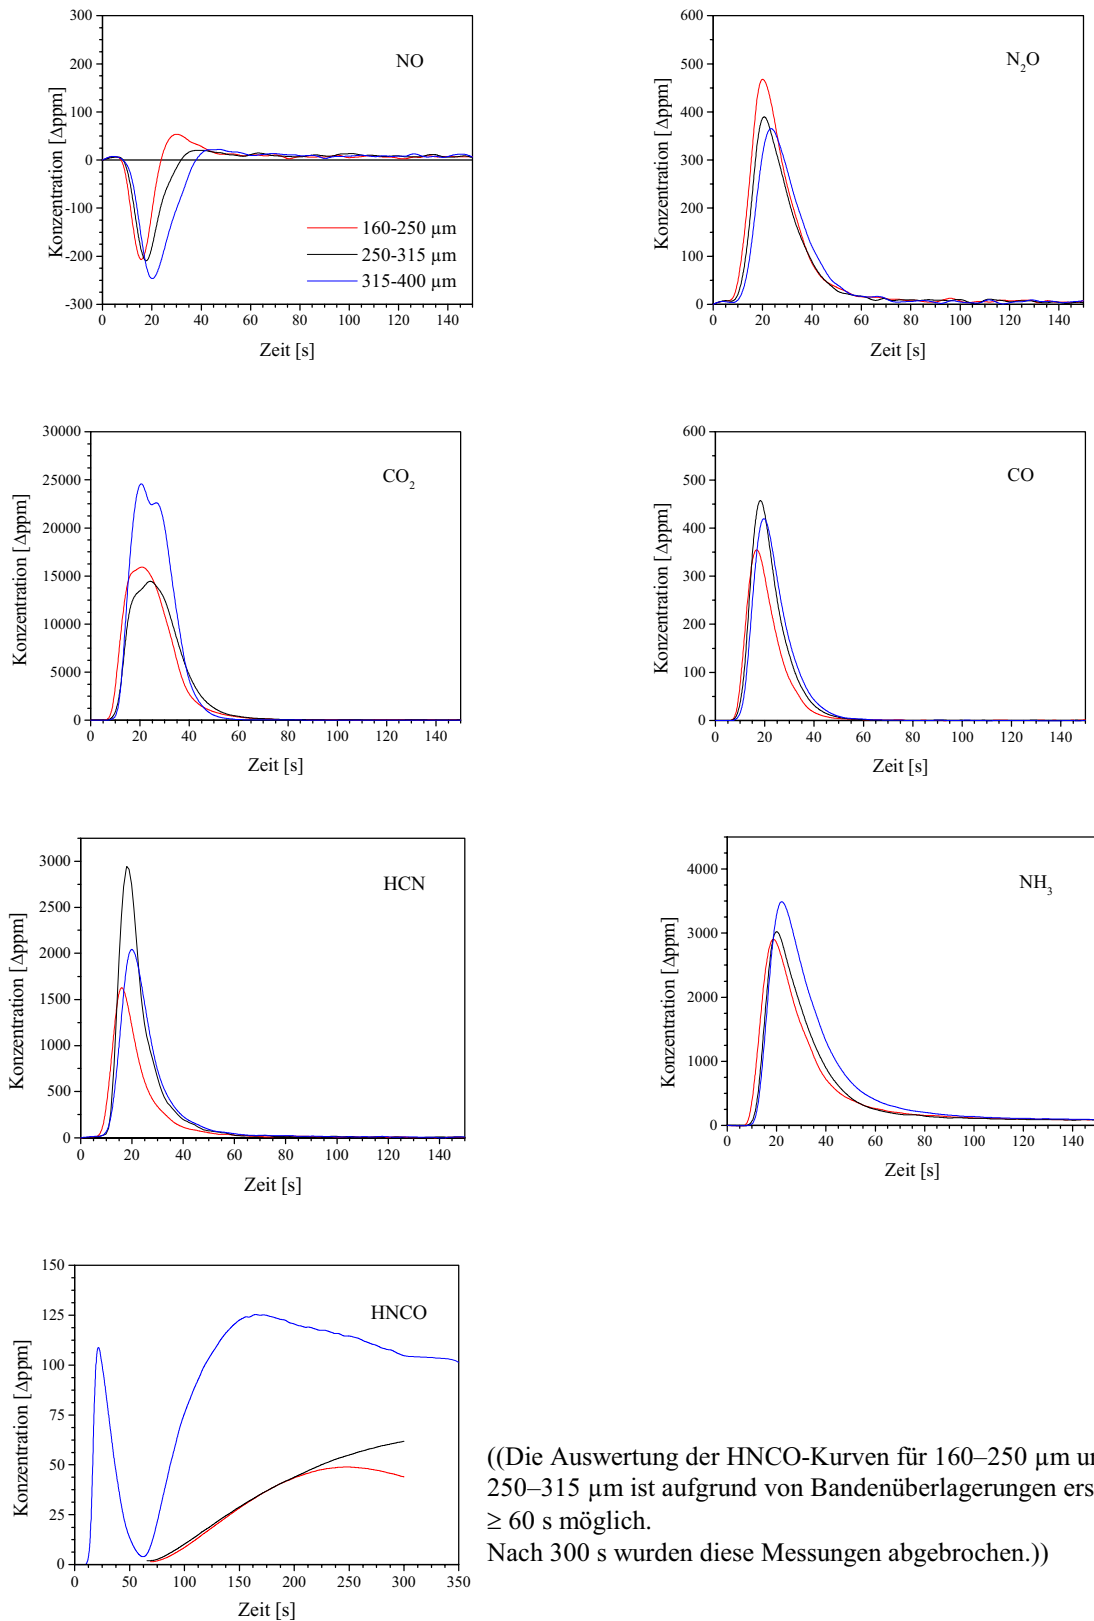 300
200
100
0
-100
-200
-300
Konzentration [Δppm]
NO
160-250 µm
250-315 µm
315-400 µm
0 20 40 60 80 100 120 140
Zeit [s]
600
500
400
300
200
100
0
Konzentration [Δppm]
N₂O
0 20 40 60 80 100 120 140
Zeit [s]
30000
25000
20000
15000
10000
5000
0
Konzentration [Δppm]
CO₂
0 20 40 60 80 100 120 140
Zeit [s]
600
500
400
300
200
100
0
Konzentration [Δppm]
CO
0 20 40 60 80 100 120 140
Zeit [s]
3000
2500
2000
1500
1000
500
0
Konzentration [Δppm]
HCN
0 20 40 60 80 100 120 140
Zeit [s]
4000
3000
2000
1000
0
Konzentration [Δppm]
NH₃
0 20 40 60 80 100 120 140
Zeit [s]
150
125
100
75
50
25
0
Konzentration [Δppm]
HNCO
0 50 100 150 200 250 300 350
Zeit [s]
((Die Auswertung der HNCO-Kurven für 160–250 µm
250–315 µm ist aufgrund von Bandenüberlagerungen
≥ 60 s möglich.
Nach 300 s wurden diese Messungen abgebrochen.))